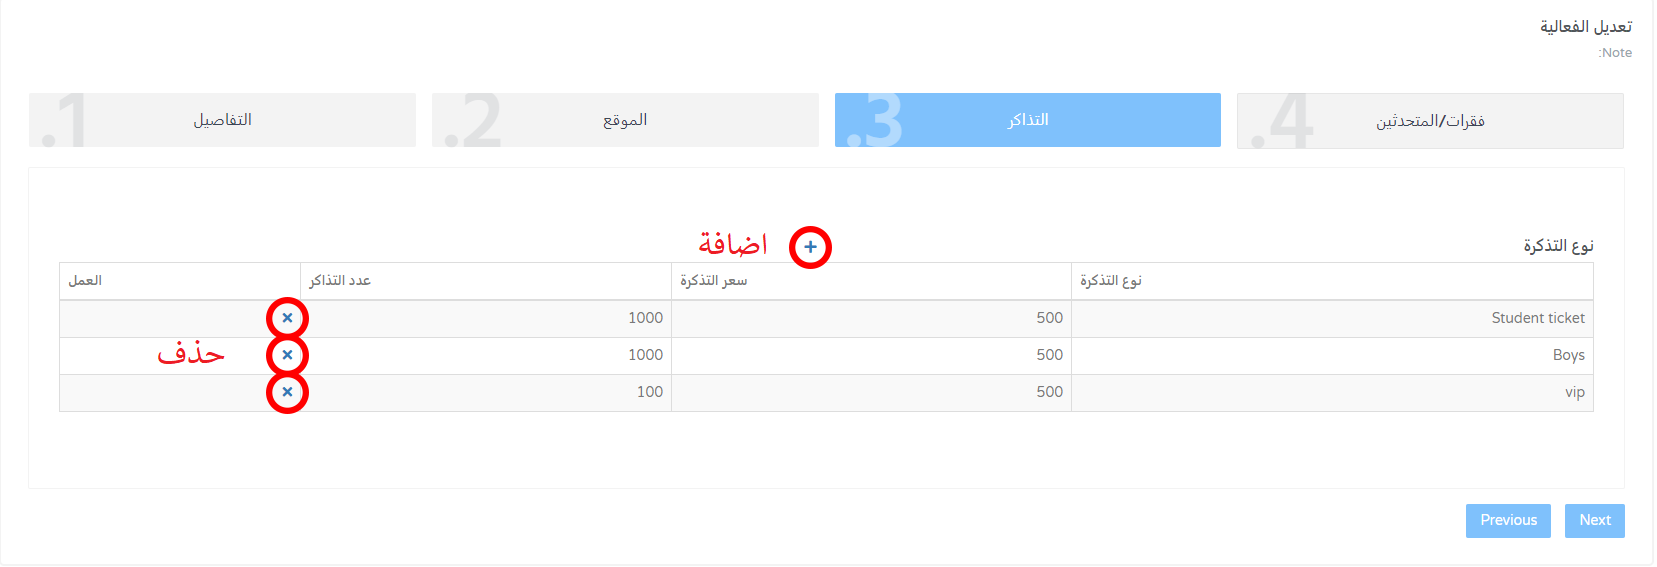 تعديل الفعالية
Note:
1. التفاصيل
2. الموقع
3. التذاكر
4. فقرات/المتحدثين
نوع التذكرة + اضافة
نوع التذكرة سعر التذكرة عدد التذاكر العمل
Student ticket 500 1000 ×
Boys 500 1000 × حذف
vip 500 100 ×
Previous Next